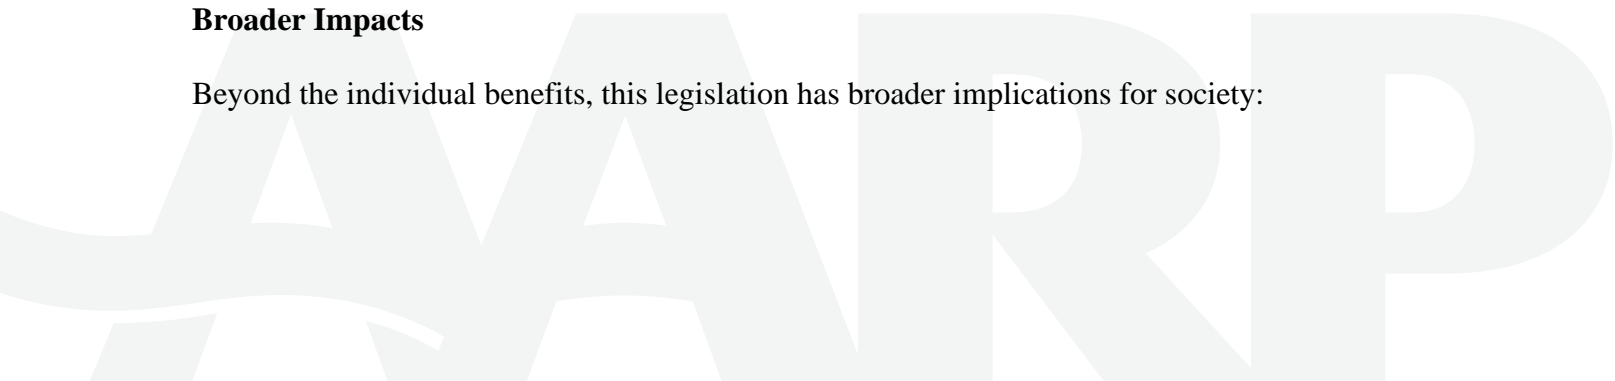 Broader Impacts
Beyond the individual benefits, this legislation has broader implications for society:
AARP